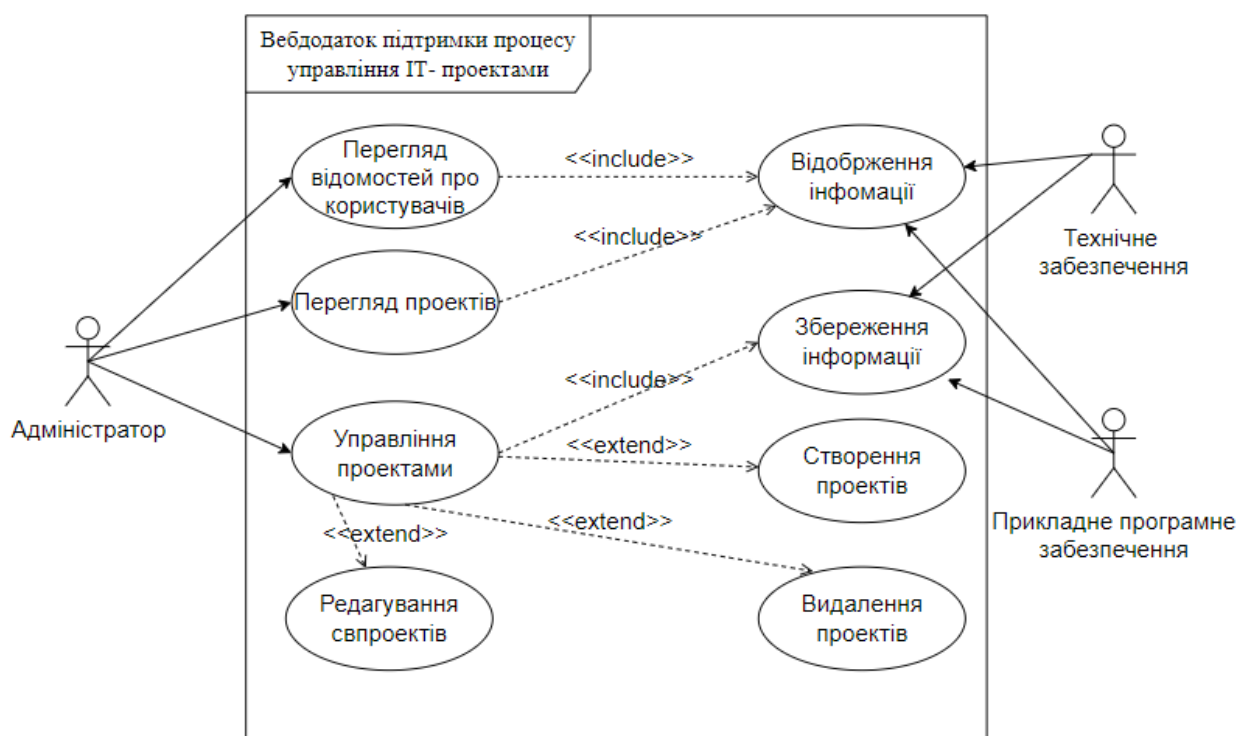 Вебдодаток підтримки процесу
управління IT- проектами
Перегляд
відомостей про
користувачів
<<include>>
Відобрження
інфомації
Технічне
забезпечення
<<include>>
Перегляд проектів
Збереження
інформації
<<include>>
Адміністратор
Управління
проектами
<<extend>>
Створення
проектів
Прикладне програмне
забезпечення
<<extend>>
<<extend>>
Редагування
свпроектів
Видалення
проектів